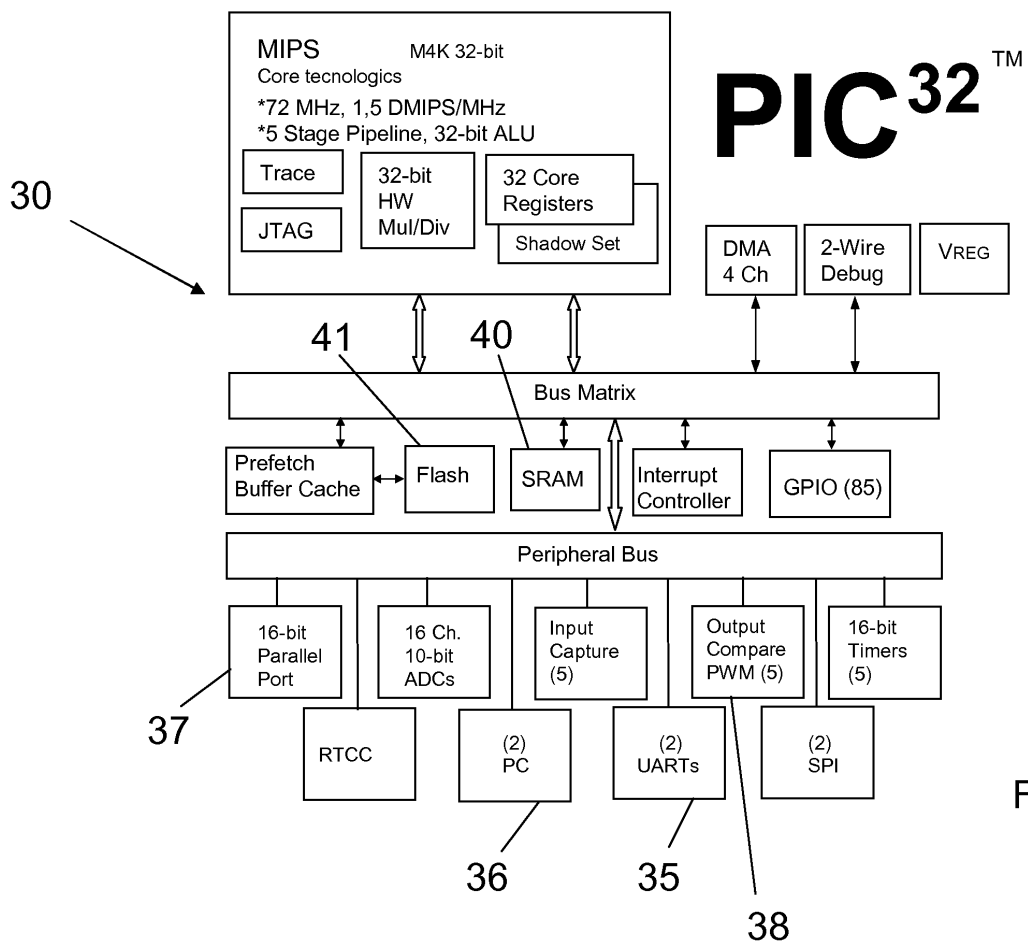 MIPS M4K 32-bit
Core tecnologics
*72 MHz, 1,5 DMIPS/MHz
*5 Stage Pipeline, 32-bit ALU
Trace
JTAG
32-bit
HW
Mul/Div
32 Core
Registers
Shadow Set
PIC32 TM
30
DMA
4 Ch
2-Wire
Debug
VREG
41
40
Bus Matrix
Prefetch
Buffer Cache
Flash
SRAM
Interrupt
Controller
GPIO (85)
Peripheral Bus
16-bit
Parallel
Port
16 Ch.
10-bit
ADCs
Input
Capture
(5)
Output
Compare
PWM (5)
16-bit
Timers
(5)
37
RTCC
(2)
PC
(2)
UARTs
(2)
SPI
F
36
35
38